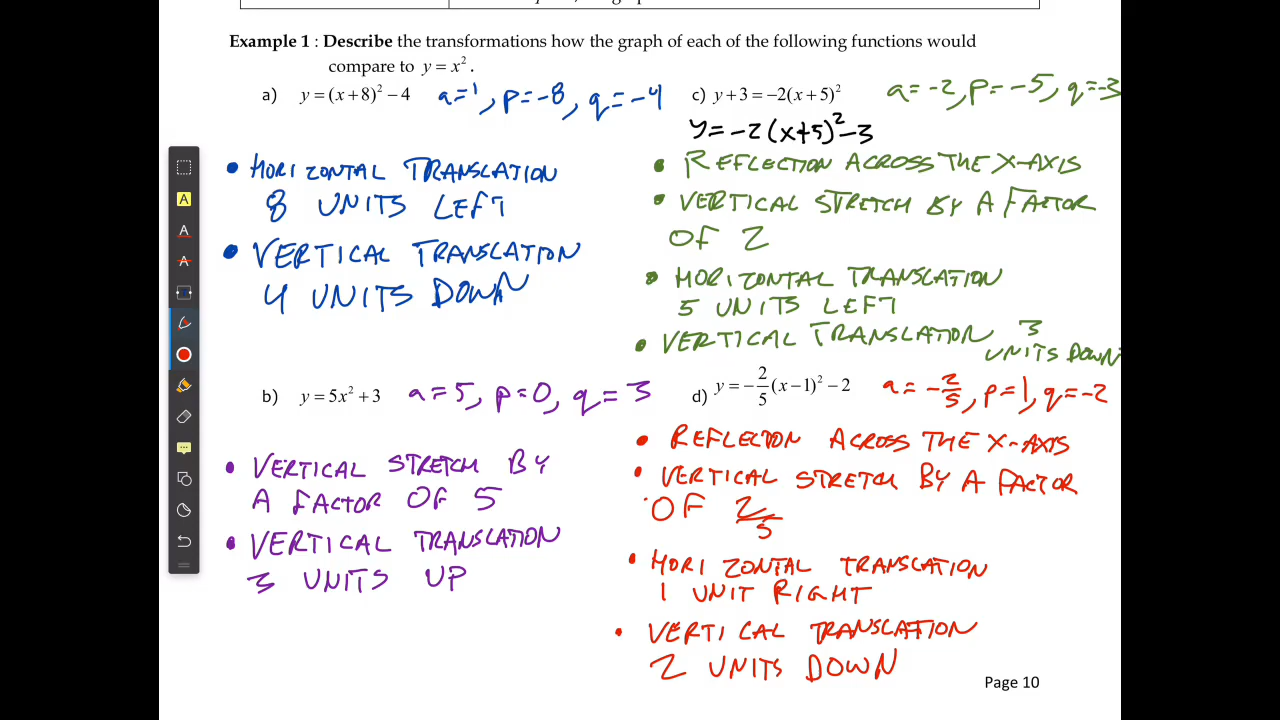 Example 1 : Describe the transformations how the graph of each of the following functions would
compare to y = x².
a) y = (x+8)² − 4 a=1, p=-8, q=-4
• HORIZONTAL TRANSLATION
8 UNITS LEFT
• VERTICAL TRANSLATION
4 UNITS DOWN
c) y + 3 = −2(x+5)² a=-2, p=-5, q=-3
y = -2(x+5)²-3
• REFLECTION ACROSS THE X-AXIS
• VERTICAL STRETCH BY A FACTOR
OF 2
• HORIZONTAL TRANSLATION
5 UNITS LEFT
• VERTICAL TRANSLATION 3
UNITS DOWN
b) y = 5x² + 3 a=5, p=0, q=3
• VERTICAL STRETCH BY
A FACTOR OF 5
• VERTICAL TRANSLATION
3 UNITS UP
d) y = −2/5(x−1)² − 2 a=-2/5, p=1, q=-2
• REFLECTON ACROSS THE X-AXIS
• VERTICAL STRETCH BY A FACTOR
OF 2/5
• HORIZONTAL TRANSLATION
1 UNIT RIGHT
• VERTICAL TRANSLATION
2 UNITS DOWN
Page 10